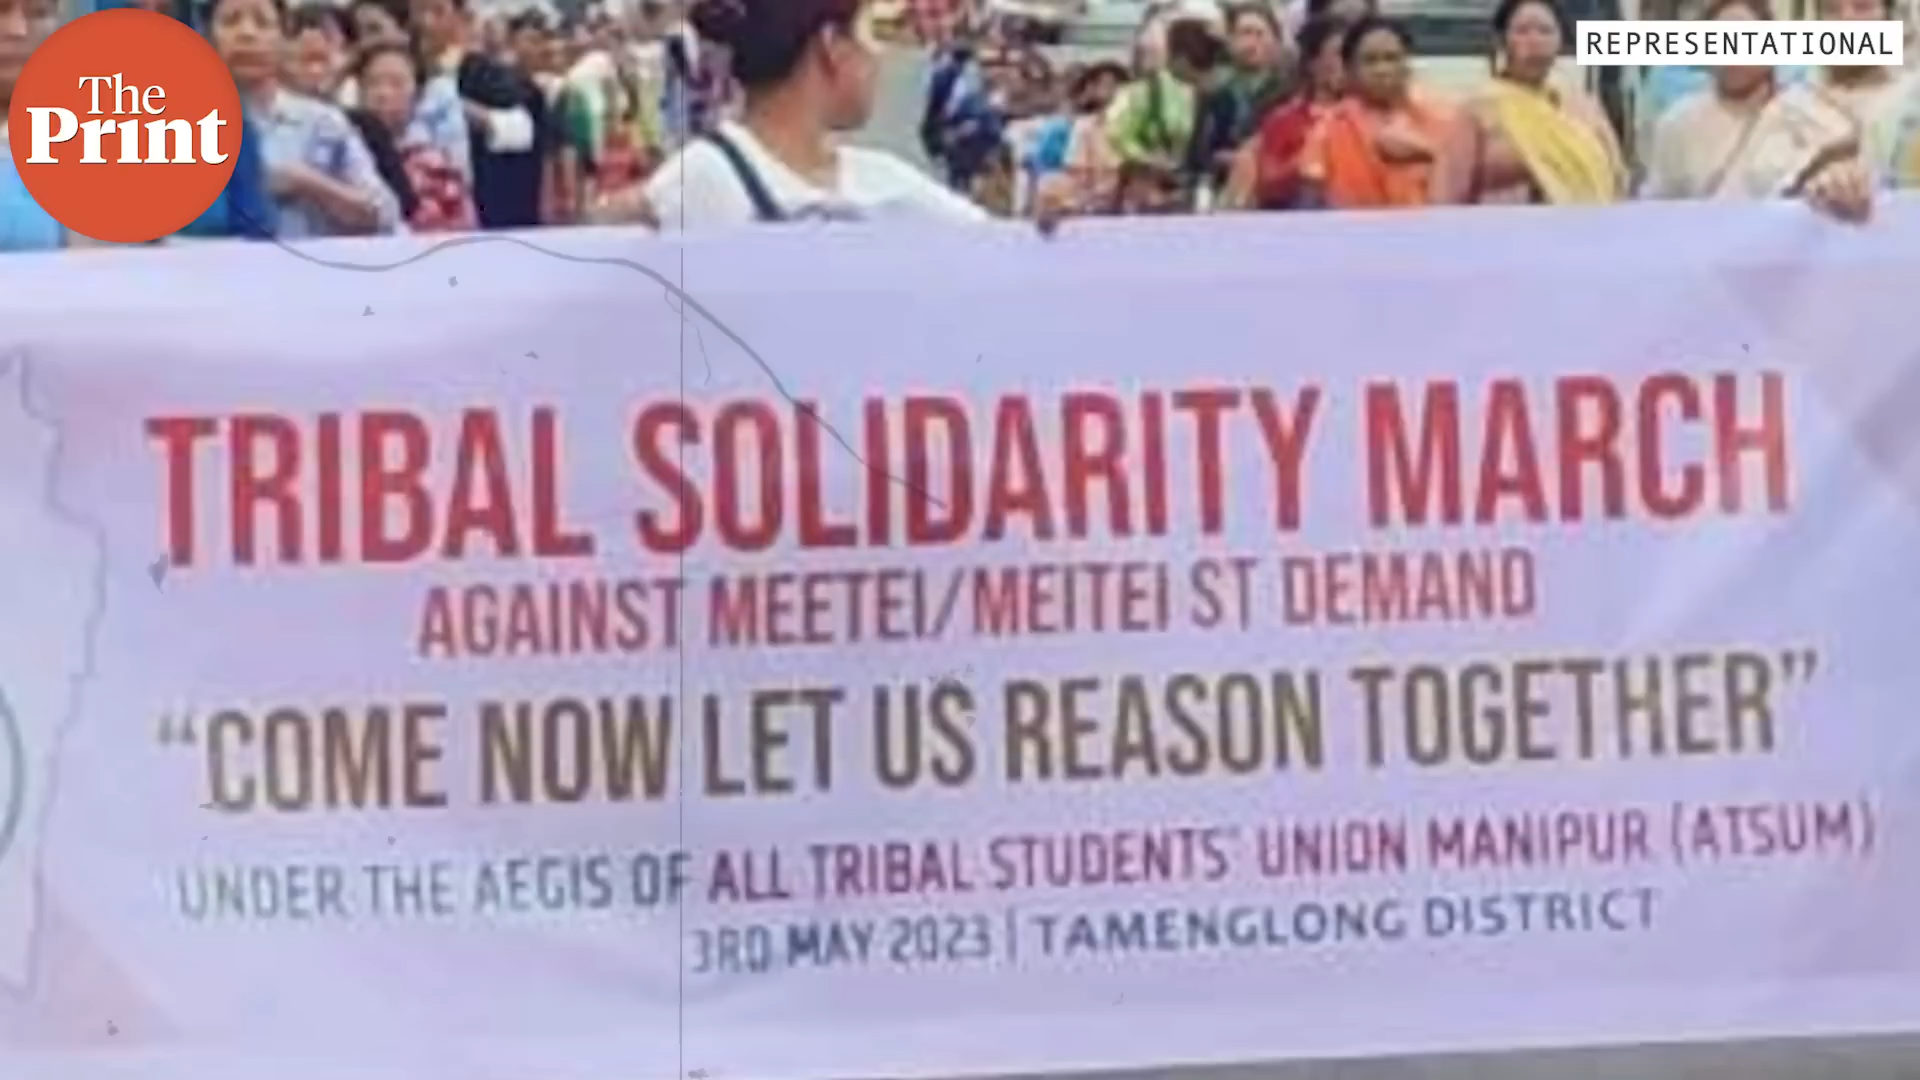 The
Print
REPRESENTATIONAL
TRIBAL SOLIDARITY MARCH
AGAINST MEETEI/MEITEI ST DEMAND
“COME NOW LET US REASON TOGETHER”
UNDER THE AEGIS OF ALL TRIBAL STUDENTS' UNION MANIPUR (ATSUM)
3RD MAY 2023 | TAMENGLONG DISTRICT